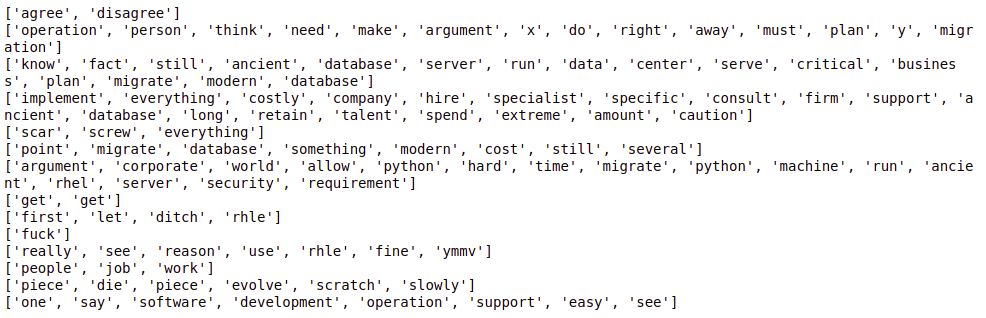 ['agree', 'disagree']
['operation', 'person', 'think', 'need', 'make', 'argument', 'x', 'do', 'right', 'away', 'must', 'plan', 'y', 'migr
ation']
['know', 'fact', 'still', 'ancient', 'database', 'server', 'run', 'data', 'center', 'serve', 'critical', 'busines
s', 'plan', 'migrate', 'modern', 'database']
['implement', 'everything', 'costly', 'company', 'hire', 'specialist', 'specific', 'consult', 'firm', 'support', 'a
ncient', 'database', 'long', 'retain', 'talent', 'spend', 'extreme', 'amount', 'caution']
['scar', 'screw', 'everything']
['point', 'migrate', 'database', 'something', 'modern', 'cost', 'still', 'several']
['argument', 'corporate', 'world', 'allow', 'python', 'hard', 'time', 'migrate', 'python', 'machine', 'run', 'ancie
nt', 'rhel', 'server', 'security', 'requirement']
['get', 'get']
['first', 'let', 'ditch', 'rhle']
['fuck']
['really', 'see', 'reason', 'use', 'rhle', 'fine', 'ymmv']
['people', 'job', 'work']
['piece', 'die', 'piece', 'evolve', 'scratch', 'slowly']
['one', 'say', 'software', 'development', 'operation', 'support', 'easy', 'see']